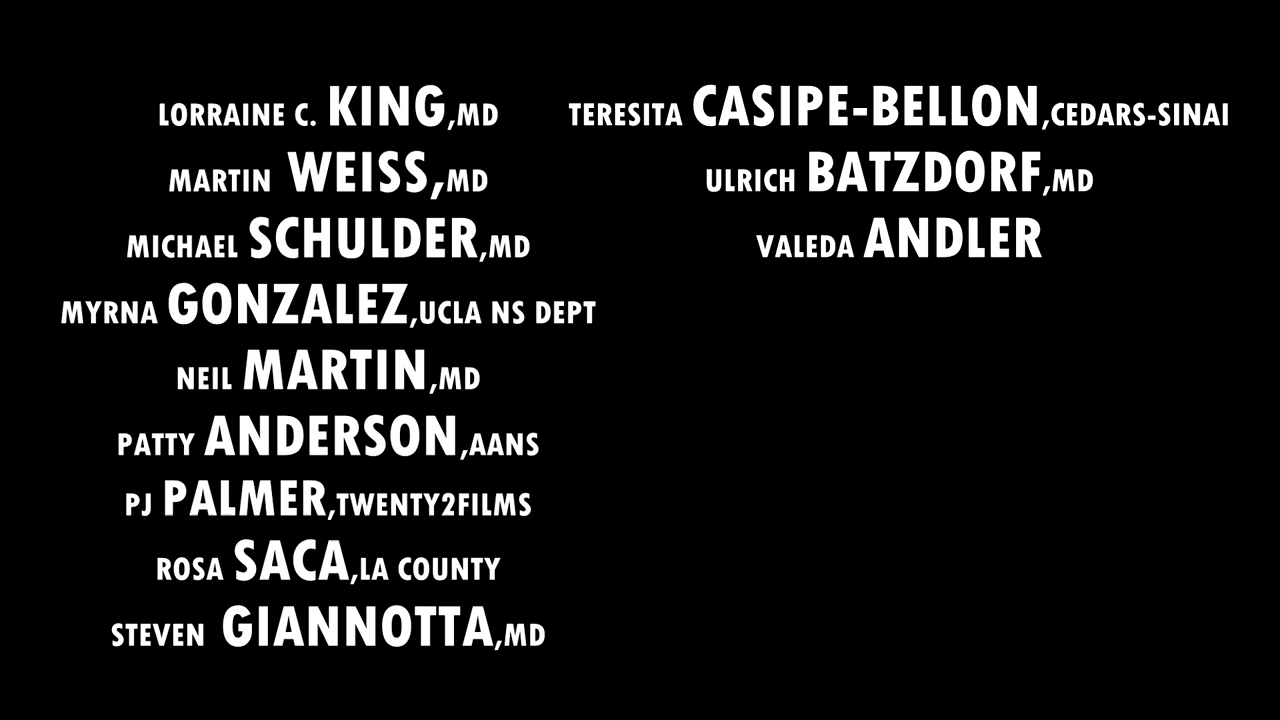 LORRAINE C. KING,MD
MARTIN WEISS,MD
MICHAEL SCHULDER,MD
MYRNA GONZALEZ,UCLA NS DEPT
NEIL MARTIN,MD
PATTY ANDERSON,AANS
PJ PALMER,TWENTY2FILMS
ROSA SACA,LA COUNTY
STEVEN GIANNOTTA,MD
TERESITA CASIPE-BELLON,CEDARS-SINAI
ULRICH BATZDORF,MD
VALEDA ANDLER